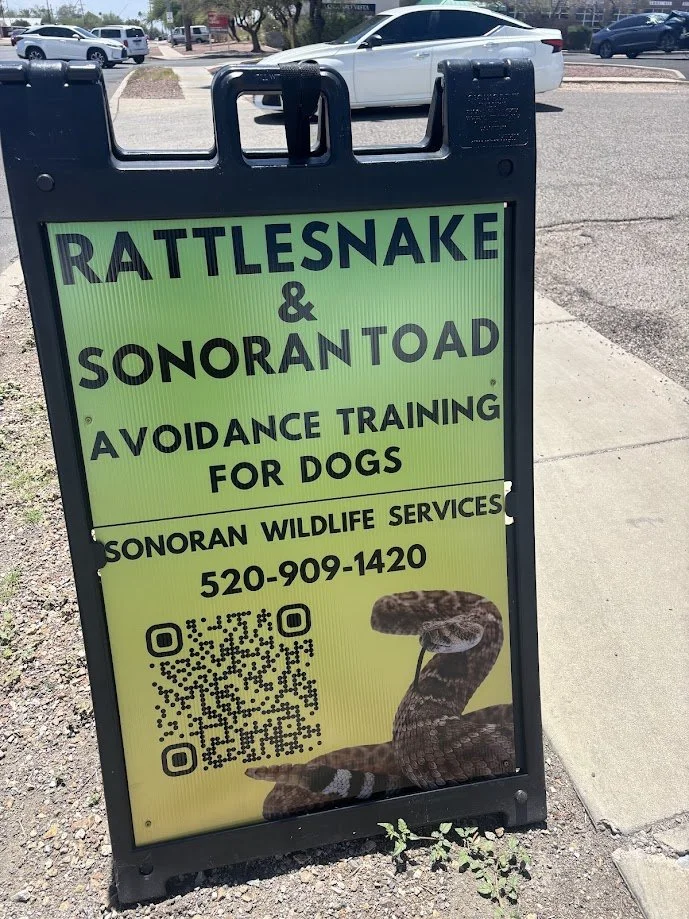 RATTLESNAKE
&
SONORAN TOAD
AVOIDANCE TRAINING
FOR DOGS
SONORAN WILDLIFE SERVICES
520-909-1420